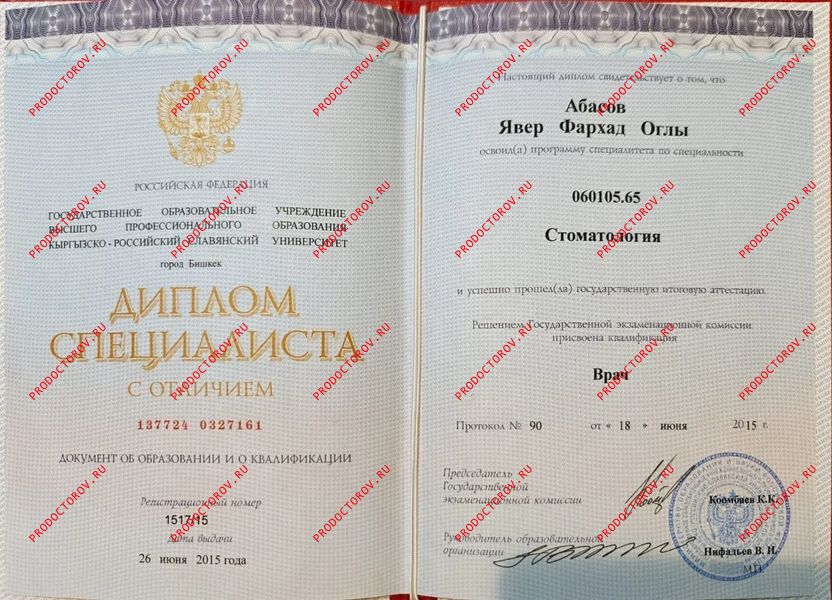 РОССИЙСКАЯ ФЕДЕРАЦИЯ
ГОСУДАРСТВЕННОЕ ОБРАЗОВАТЕЛЬНОЕ УЧРЕЖДЕНИЕ
ВЫСШЕГО ПРОФЕССИОНАЛЬНОГО ОБРАЗОВАНИЯ
КЫРГЫЗСКО - РОССИЙСКИЙ СЛАВЯНСКИЙ УНИВЕРСИТЕТ
город Бишкек
ДИПЛОМ
СПЕЦИАЛИСТА
С ОТЛИЧИЕМ
137724 0327161
ДОКУМЕНТ ОБ ОБРАЗОВАНИИ И О КВАЛИФИКАЦИИ
Регистрационный номер
1517/15
Дата выдачи
26 июня 2015 года
Настоящий диплом свидетельствует о том, что
Абасов
Явер Фархад Оглы
освоил(а) программу специалитета по специальности
060105.65
Стоматология
и успешно прошел(ла) государственную итоговую аттестацию.
Решением Государственной экзаменационной комиссии
присвоена квалификация
Врач
Протокол № 90 от « 18 » июня 2015 г.
Председатель
Государственной
экзаменационной комиссии
Руководитель образовательной
организации
Нифадьев В. И.
М.П.
PRODOCTOROV.RU